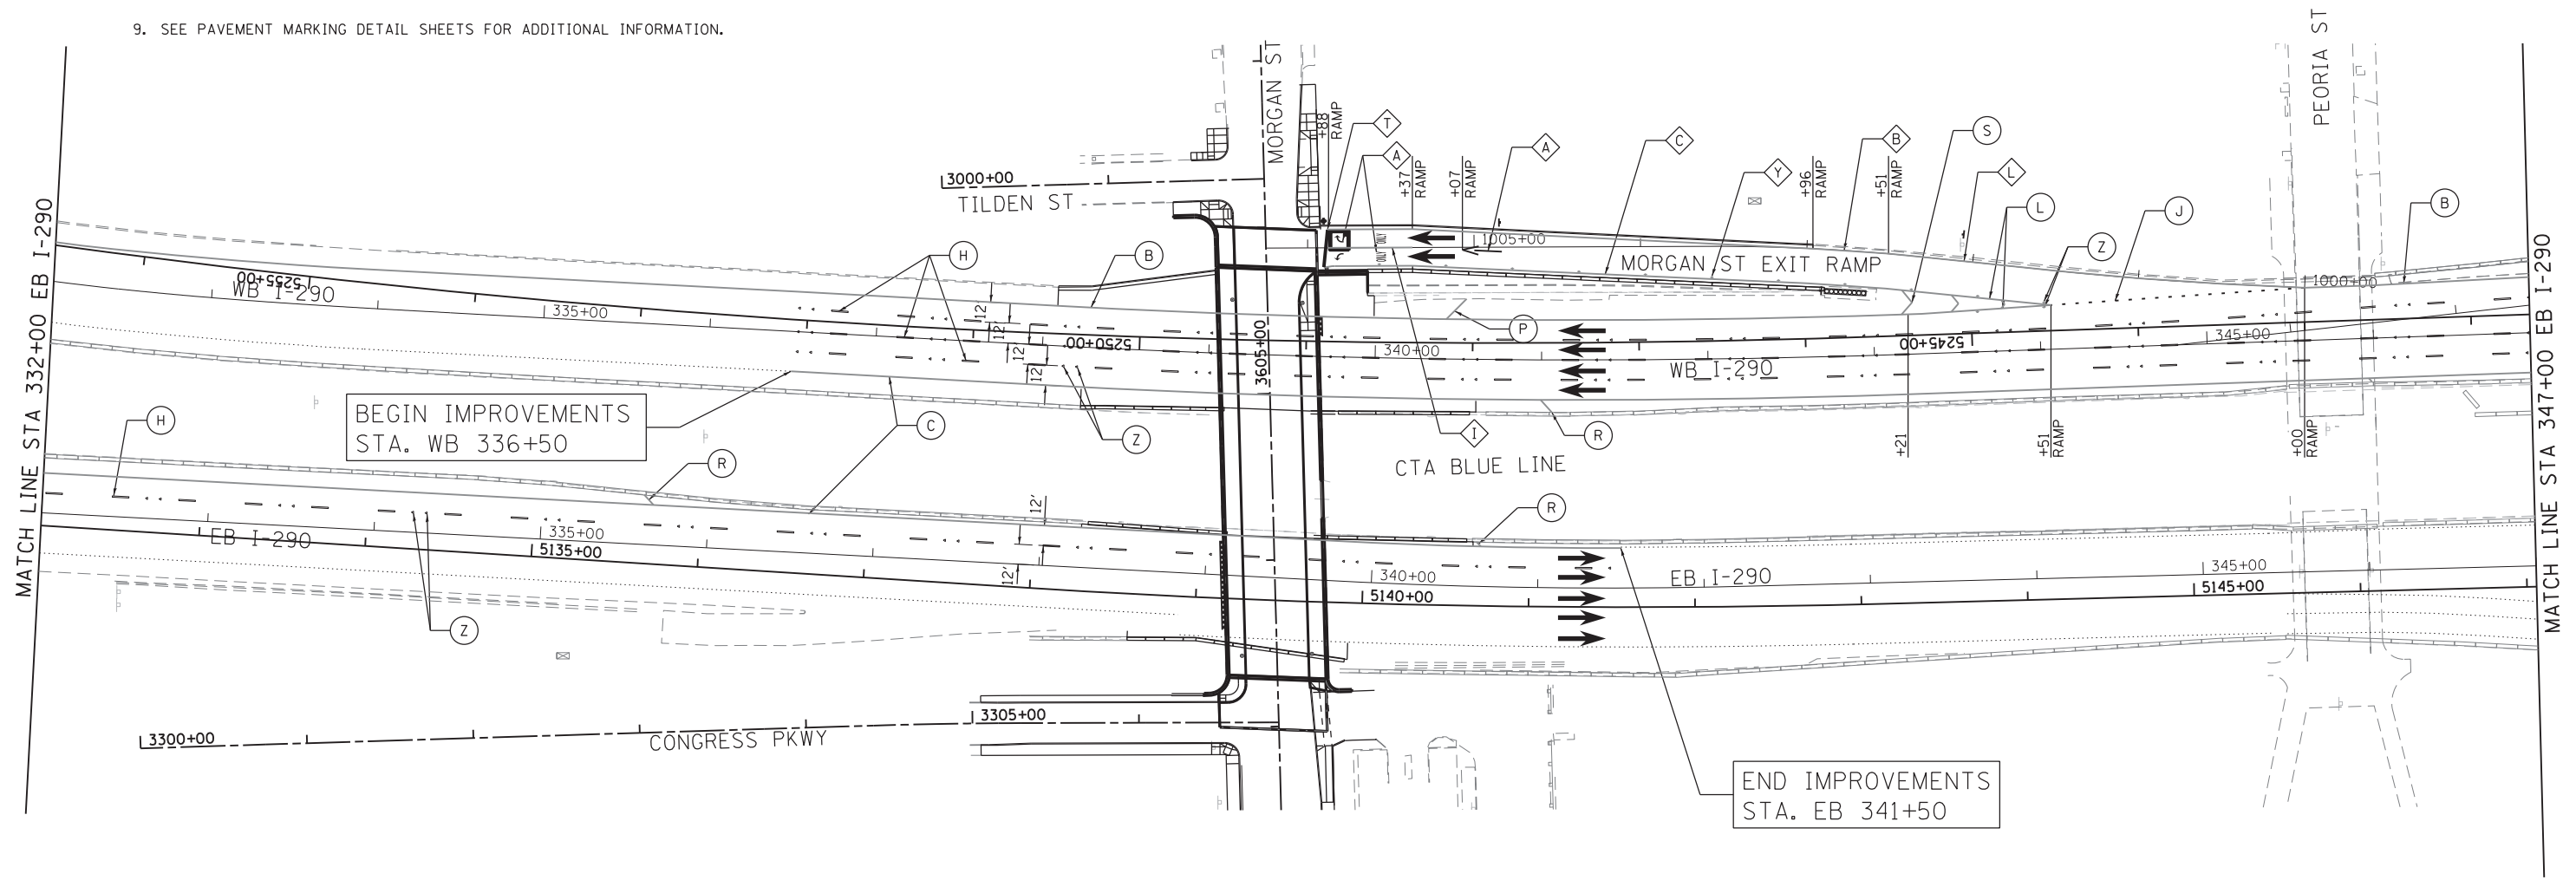 9. SEE PAVEMENT MARKING DETAIL SHEETS FOR ADDITIONAL INFORMATION.
MATCH LINE STA 332+00 EB I-290
MORGAN ST
PEORIA ST
3000+00
TILDEN ST
+88
RAMP
T
A
+37
RAMP
+07
RAMP
A
C
Y
+96
RAMP
B
+51
RAMP
S
L
L
J
Z
B
5255+00
WB I-290
335+00
H
B
12'
12'
12'
12'
5250+00
3605+00
ONLY
ONLY
1005+00
MORGAN ST EXIT RAMP
1000+00
P
340+00
WB I-290
5245+00
345+00
BEGIN IMPROVEMENTS
STA. WB 336+50
H
C
Z
I
R
+21
+51
RAMP
+00
RAMP
CTA BLUE LINE
R
R
12'
12'
EB I-290
335+00
5135+00
340+00
5140+00
EB I-290
345+00
5145+00
Z
3300+00
CONGRESS PKWY
3305+00
END IMPROVEMENTS
STA. EB 341+50
MATCH LINE STA 347+00 EB I-290